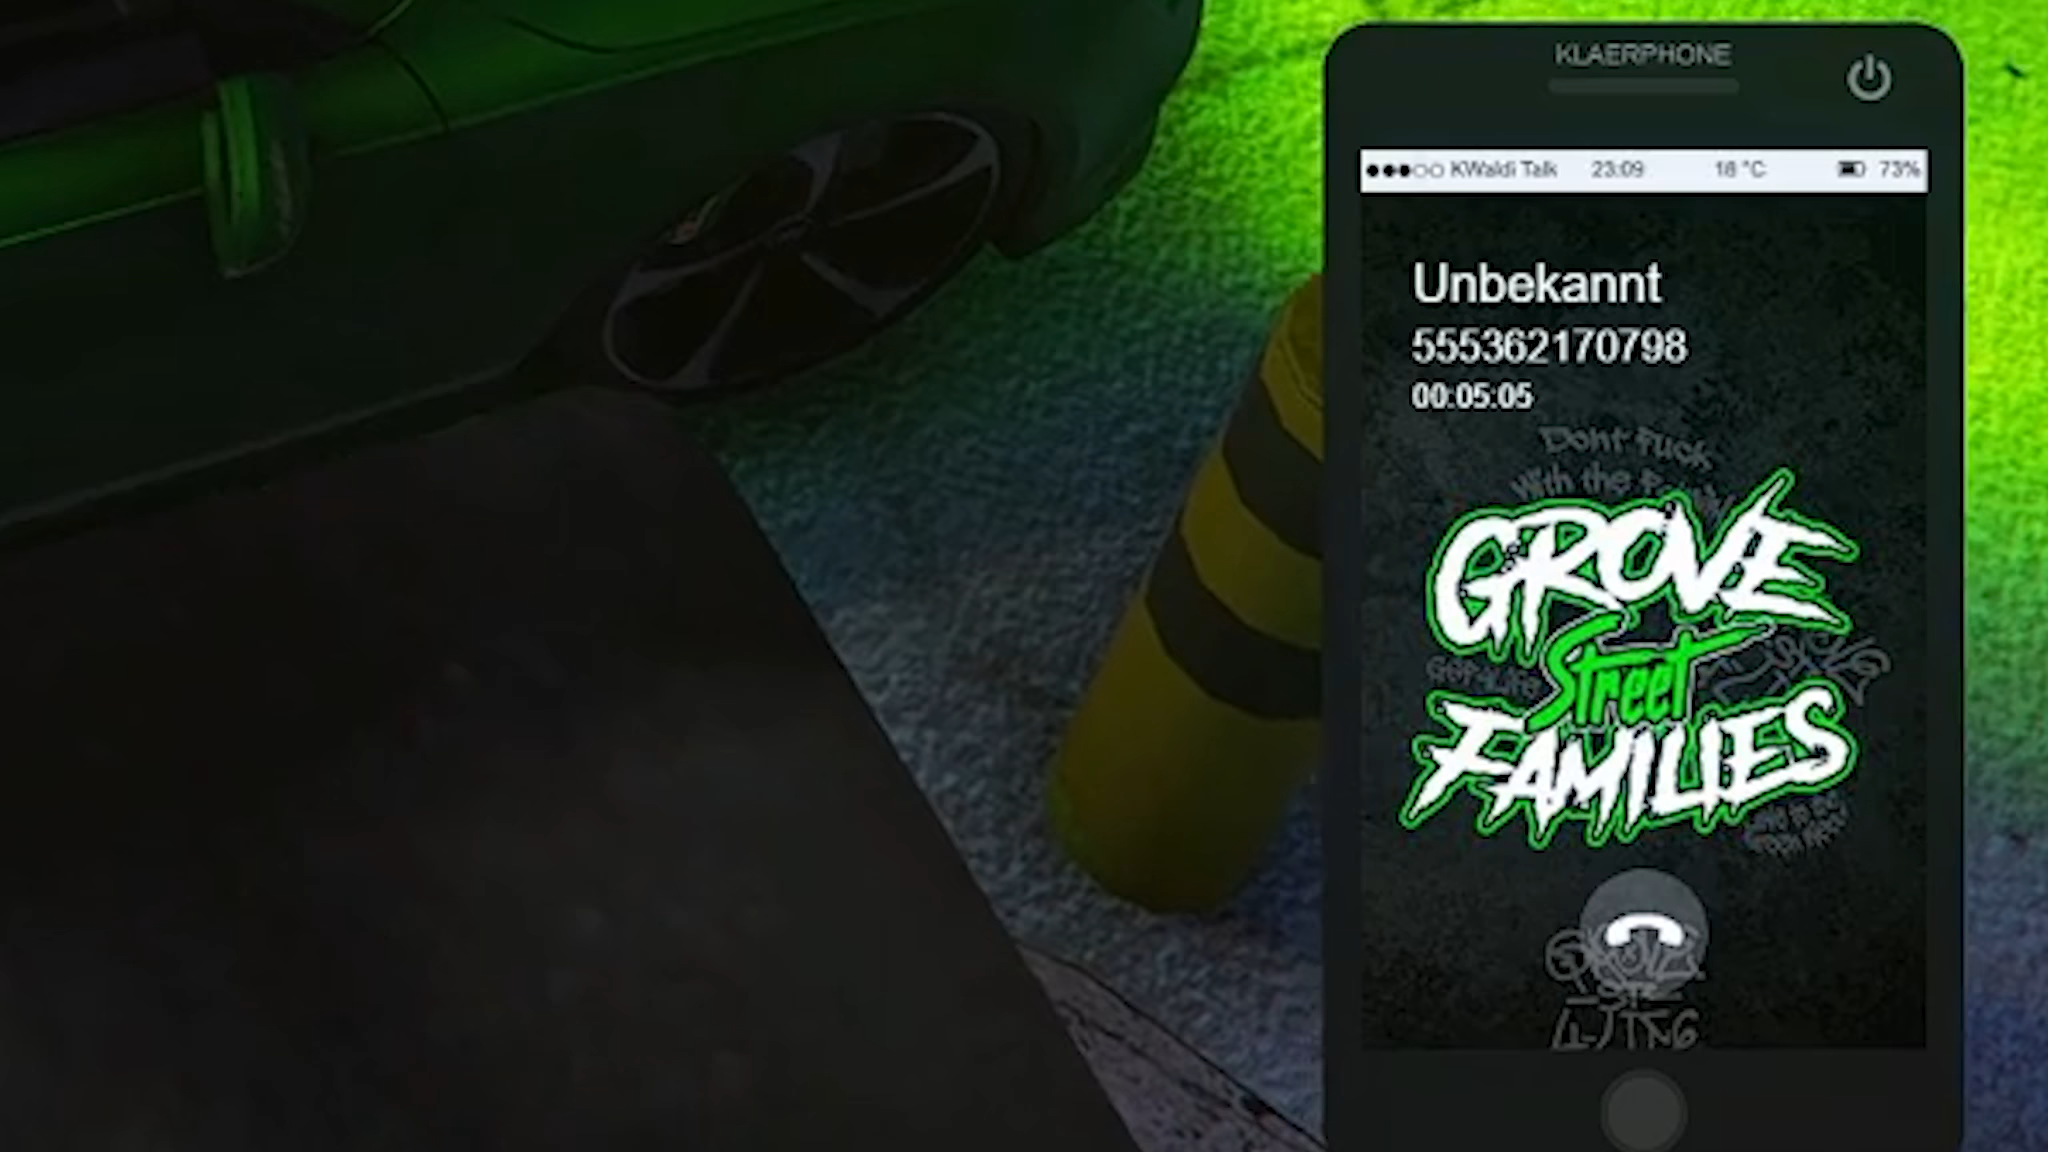 KLAERPHONE
KWaldi Talk 23:09 18 °C 73%
Unbekannt
555362170798
00:05:05
Dont Fuck
With the Family
GROVE
Street
FAMILIES